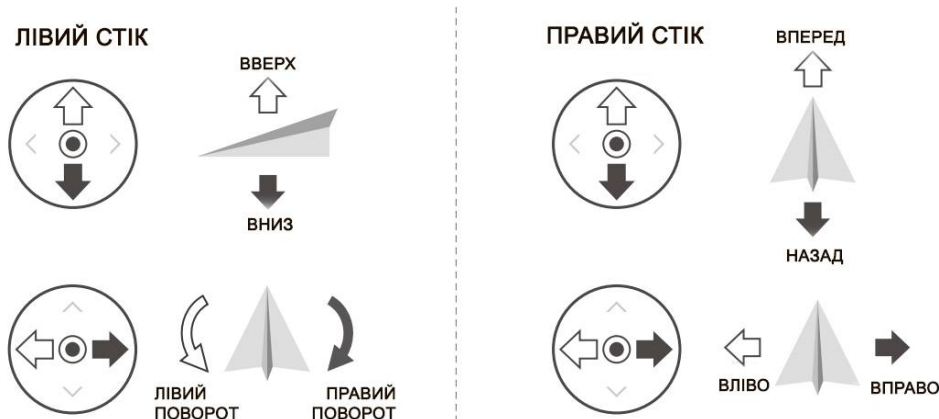 ЛІВИЙ СТІК
ВВЕРХ
ВНИЗ
ЛІВИЙ
ПОВОРОТ
ПРАВИЙ
ПОВОРОТ
ПРАВИЙ СТІК
ВПЕРЕД
НАЗАД
ВЛІВО
ВПРАВО